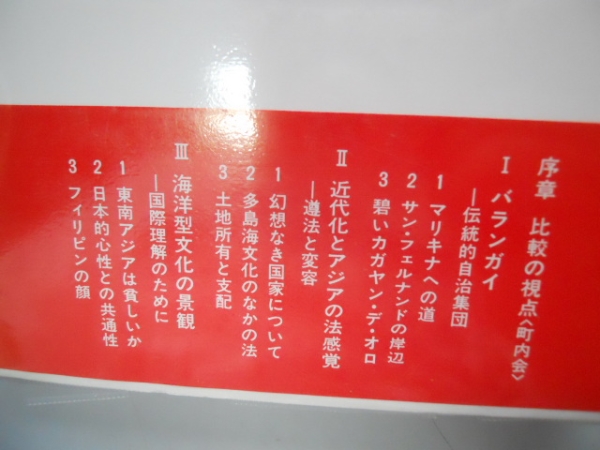 序章 比較の視点〈町内会〉
Ⅰ バランガイ
―伝統的自治集団
1 マリキナへの道
2 サン・フェルナンドの岸辺
3 碧いカガヤン・デ・オロ
Ⅱ 近代化とアジアの法感覚
―遵法と変容
1 幻想なき国家について
2 多島海文化のなかの法
3 土地所有と支配
Ⅲ 海洋型文化の景観
―国際理解のために
1 東南アジアは貧しいか
2 日本的心性との共通性
3 フィリピンの顔